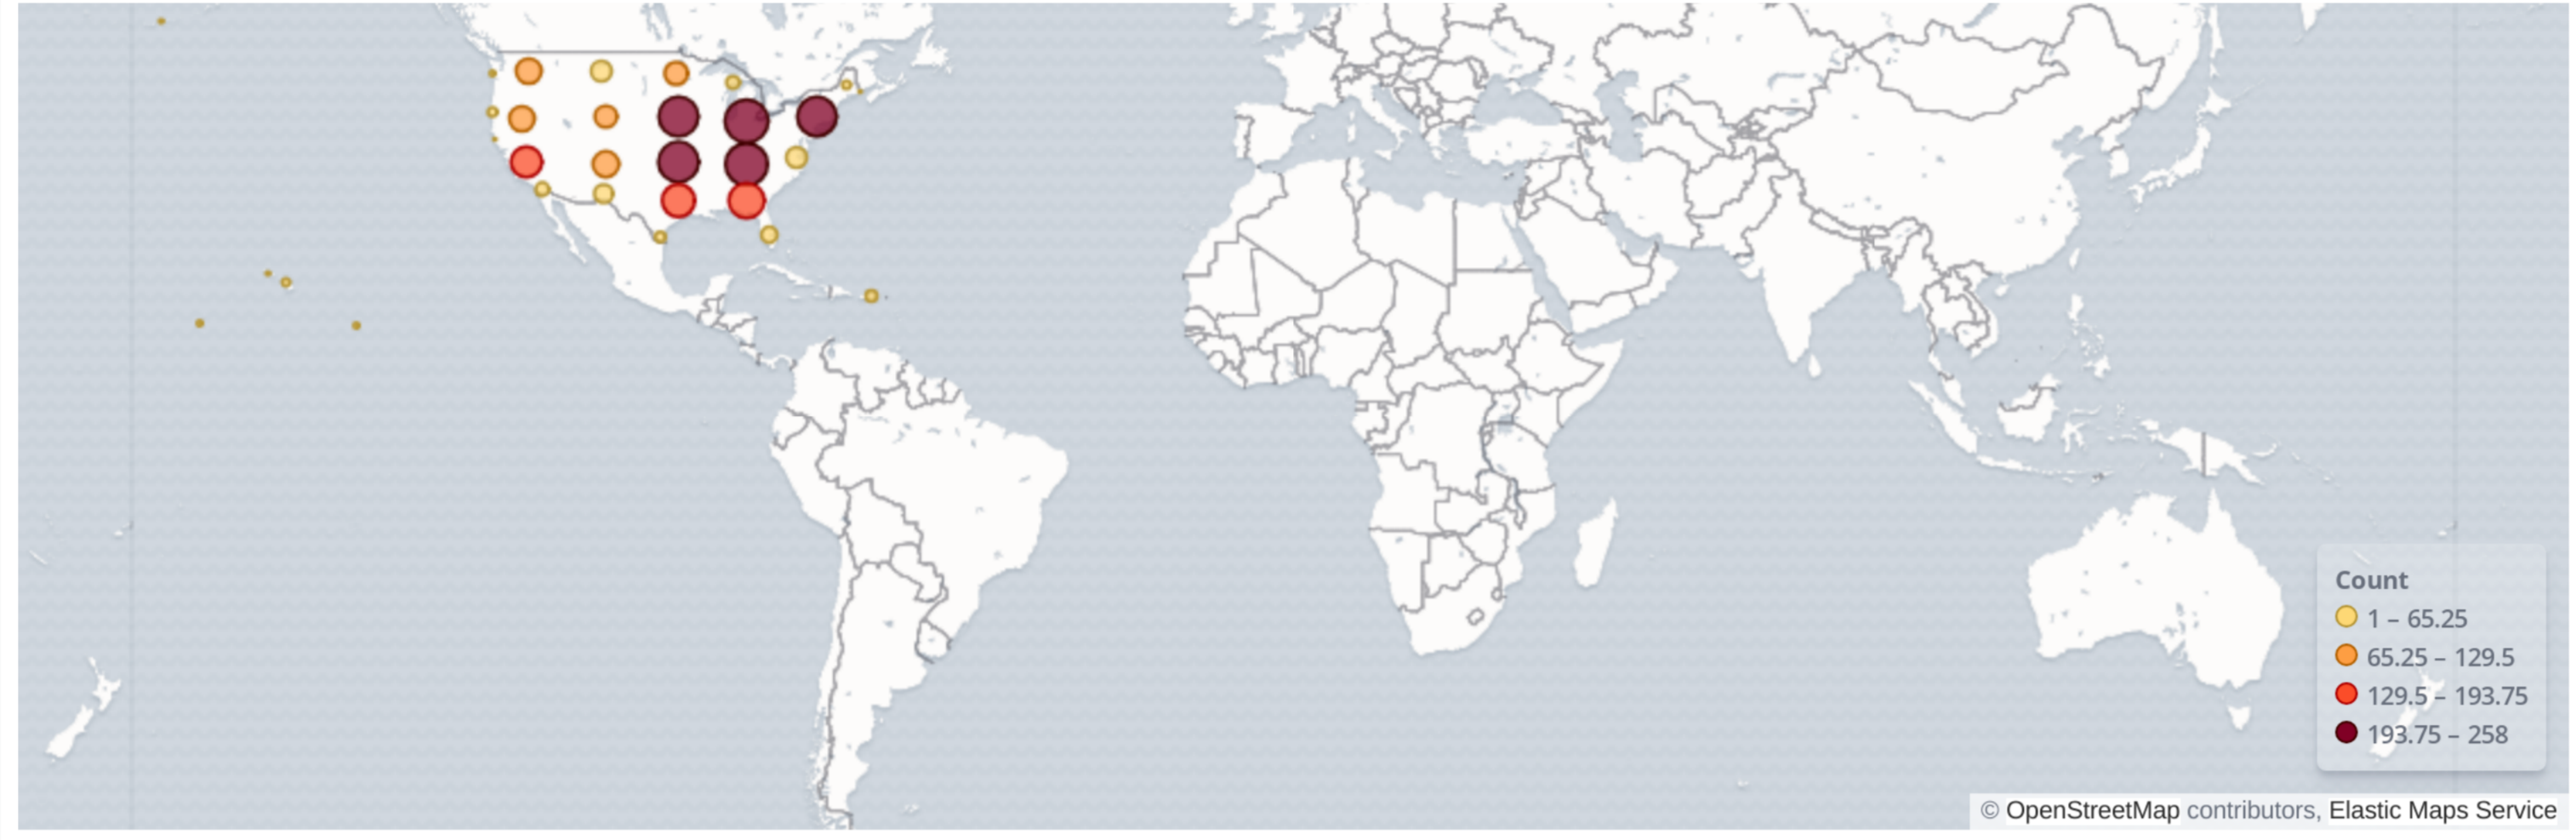 Count
1 – 65.25
65.25 – 129.5
129.5 – 193.75
193.75 – 258
© OpenStreetMap contributors, Elastic Maps Service